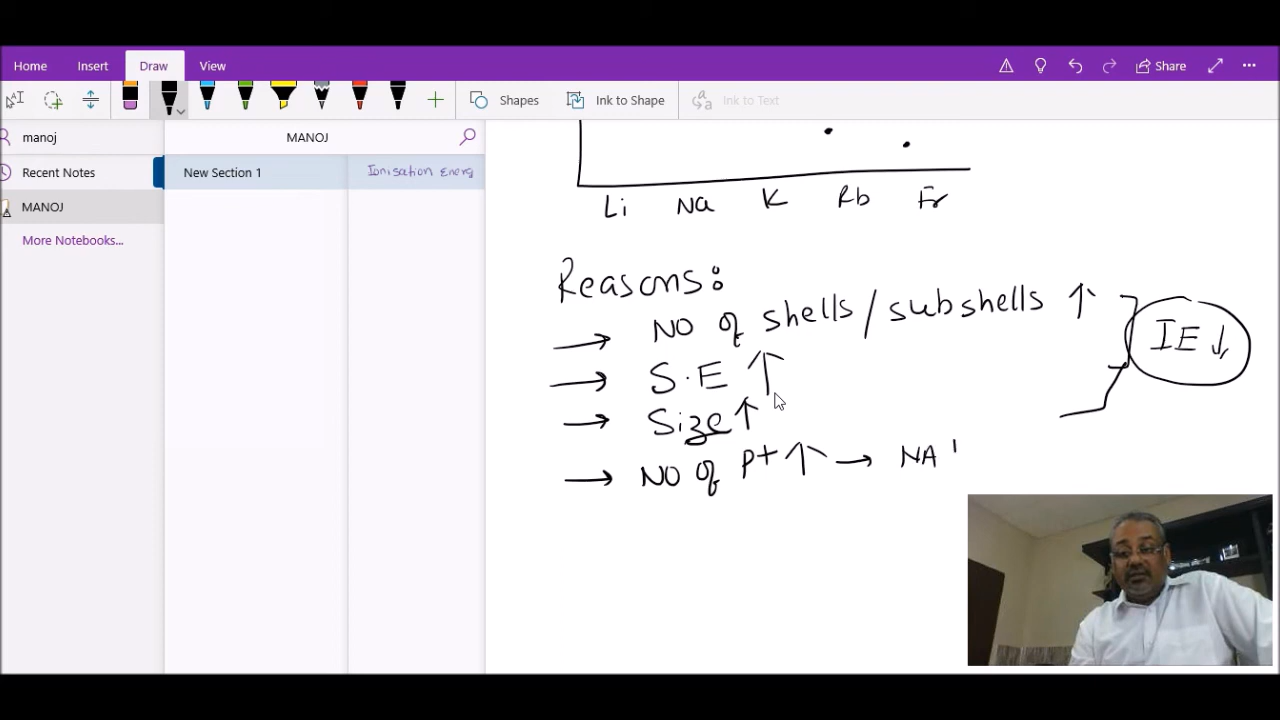 Home Insert Draw View Share
Shapes Ink to Shape Ink to Text
manoj MANOJ
Recent Notes New Section 1 Ionisation Energ
MANOJ
More Notebooks...
Li Na K Rb Fr
Reasons:
→ NO of shells/subshells ↑
IE↓
→ S.E ↑
→ Size ↑
→ NO of p+ ↑ → NA '